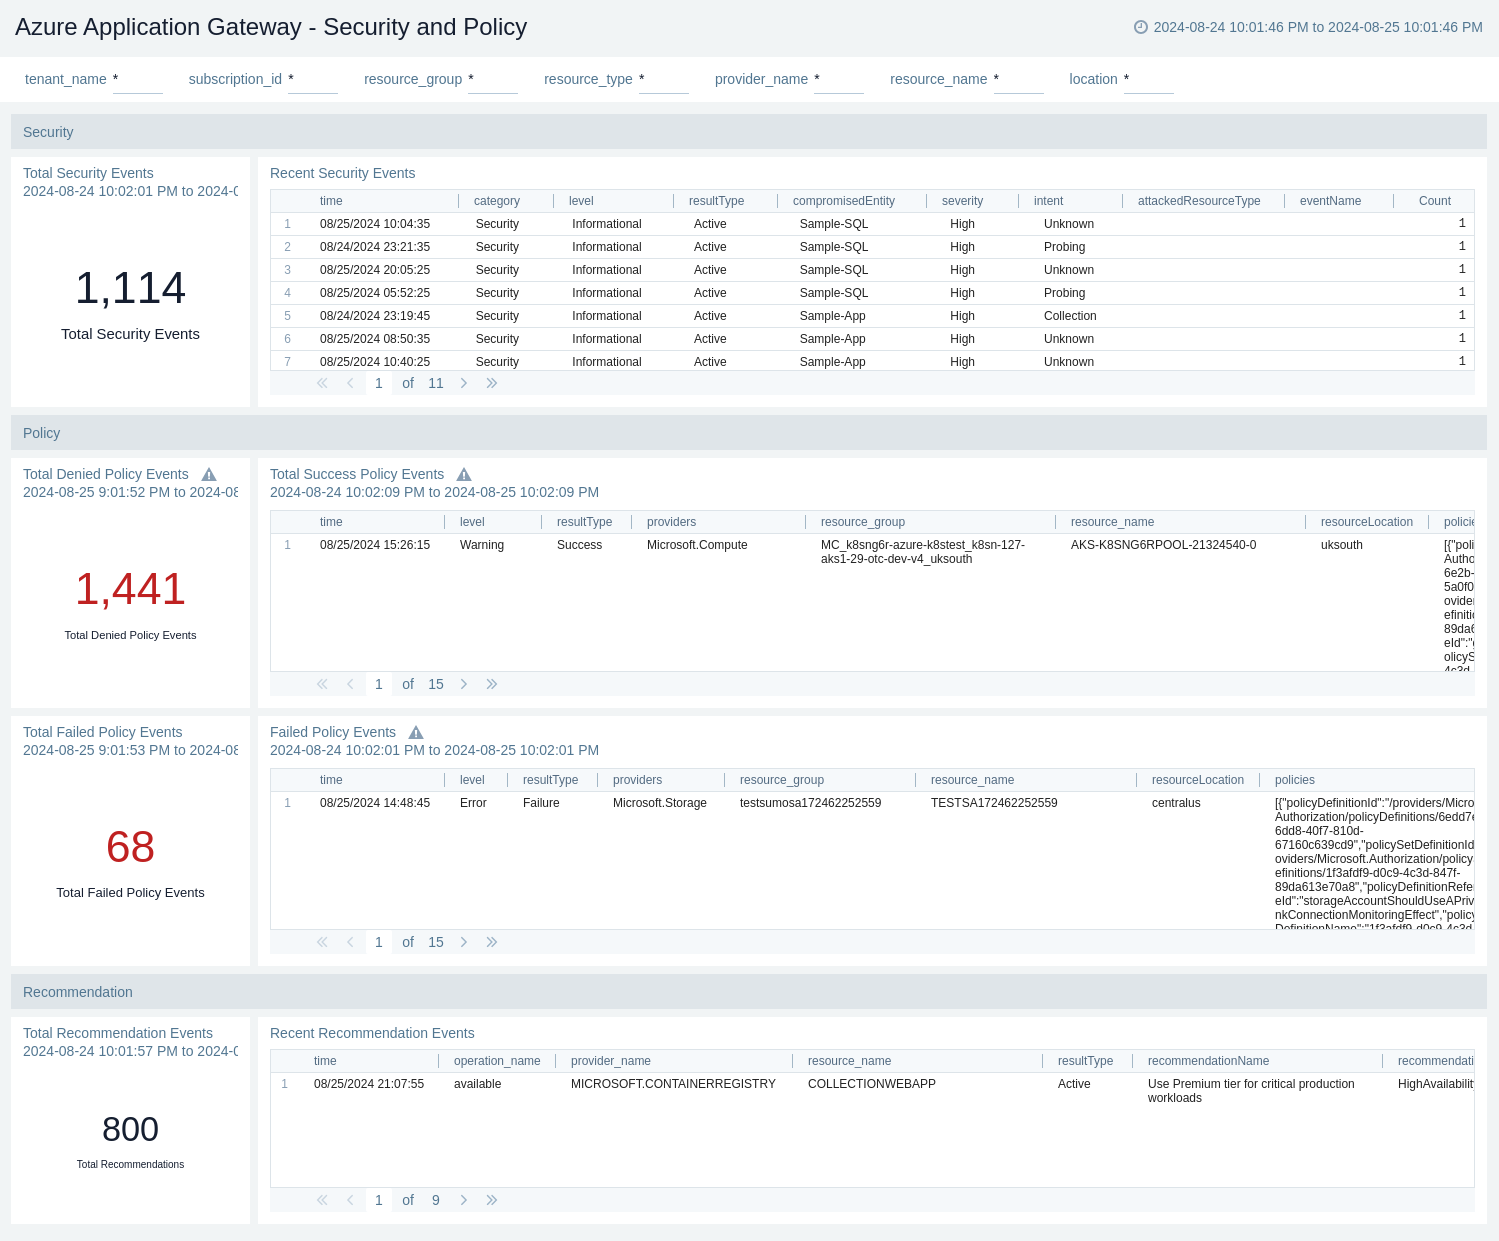 Azure Application Gateway - Security and Policy
2024-08-24 10:01:46 PM to 2024-08-25 10:01:46 PM
tenant_name * subscription_id * resource_group * resource_type * provider_name * resource_name * location *
Security
Total Security Events
2024-08-24 10:02:01 PM to 2024-0
1,114
Total Security Events
Recent Security Events
time category level resultType compromisedEntity severity intent attackedResourceType eventName Count
1 08/25/2024 10:04:35 Security Informational Active Sample-SQL High Unknown 1
2 08/24/2024 23:21:35 Security Informational Active Sample-SQL High Probing 1
3 08/25/2024 20:05:25 Security Informational Active Sample-SQL High Unknown 1
4 08/25/2024 05:52:25 Security Informational Active Sample-SQL High Probing 1
5 08/24/2024 23:19:45 Security Informational Active Sample-App High Collection 1
6 08/25/2024 08:50:35 Security Informational Active Sample-App High Unknown 1
7 08/25/2024 10:40:25 Security Informational Active Sample-App High Unknown 1
1 of 11
Policy
Total Denied Policy Events
2024-08-25 9:01:52 PM to 2024-08
1,441
Total Denied Policy Events
Total Success Policy Events
2024-08-24 10:02:09 PM to 2024-08-25 10:02:09 PM
time level resultType providers resource_group resource_name resourceLocation policie
1 08/25/2024 15:26:15 Warning Success Microsoft.Compute MC_k8sng6r-azure-k8stest_k8sn-127- AKS-K8SNG6RPOOL-21324540-0 uksouth [{"poli
aks1-29-otc-dev-v4_uksouth Autho
6e2b-
5a0f0
ovider
efinitio
89da6
eId":"
olicyS
4c3d
1 of 15
Total Failed Policy Events
2024-08-25 9:01:53 PM to 2024-08
68
Total Failed Policy Events
Failed Policy Events
2024-08-24 10:02:01 PM to 2024-08-25 10:02:01 PM
time level resultType providers resource_group resource_name resourceLocation policies
1 08/25/2024 14:48:45 Error Failure Microsoft.Storage testsumosa172462252559 TESTSA172462252559 centralus [{"policyDefinitionId":"/providers/Micro
Authorization/policyDefinitions/6edd7e
6dd8-40f7-810d-
67160c639cd9","policySetDefinitionId
oviders/Microsoft.Authorization/policy
efinitions/1f3afdf9-d0c9-4c3d-847f-
89da613e70a8","policyDefinitionRefe
eId":"storageAccountShouldUseAPriv
nkConnectionMonitoringEffect","policy
DefinitionName":"1f3afdf9-d0c9-4c3d
1 of 15
Recommendation
Total Recommendation Events
2024-08-24 10:01:57 PM to 2024-0
800
Total Recommendations
Recent Recommendation Events
time operation_name provider_name resource_name resultType recommendationName recommendati
1 08/25/2024 21:07:55 available MICROSOFT.CONTAINERREGISTRY COLLECTIONWEBAPP Active Use Premium tier for critical production HighAvailability
workloads
1 of 9